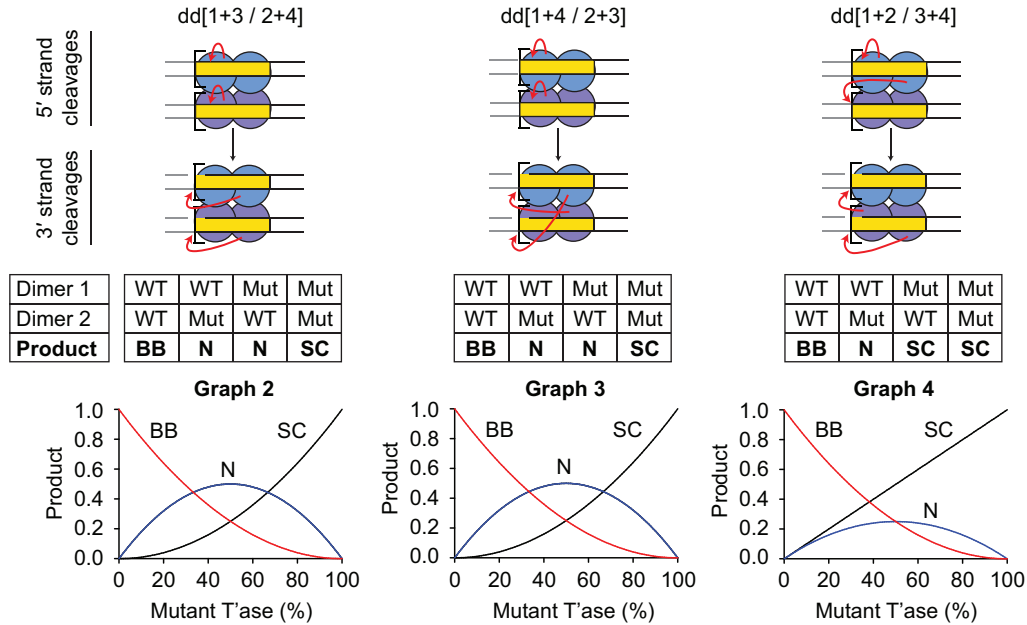 dd[1+3 / 2+4]
dd[1+4 / 2+3]
dd[1+2 / 3+4]
5′ strand
cleavages
3′ strand
cleavages
Dimer 1 WT WT Mut Mut
Dimer 2 WT Mut WT Mut
Product BB N N SC
WT WT Mut Mut
WT Mut WT Mut
BB N N SC
WT WT Mut Mut
WT Mut WT Mut
BB N SC SC
Graph 2
1.0
0.8
0.6
0.4
0.2
0.0
Product
BB
SC
N
0 20 40 60 80 100
Mutant T'ase (%)
Graph 3
1.0
0.8
0.6
0.4
0.2
0.0
Product
BB
SC
N
0 20 40 60 80 100
Mutant T'ase (%)
Graph 4
1.0
0.8
0.6
0.4
0.2
0.0
Product
BB
SC
N
0 20 40 60 80 100
Mutant T'ase (%)